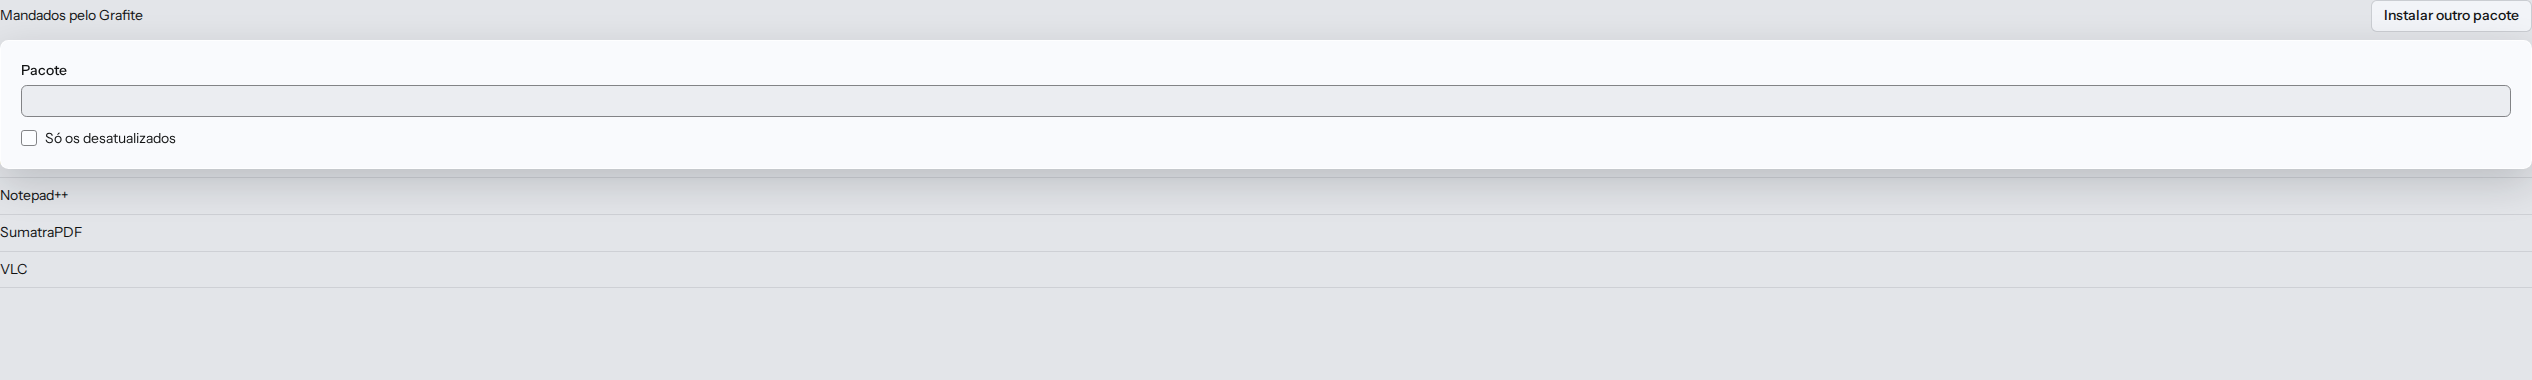 Mandados pelo Grafite
Instalar outro pacote
Pacote
Só os desatualizados
Notepad++
SumatraPDF
VLC